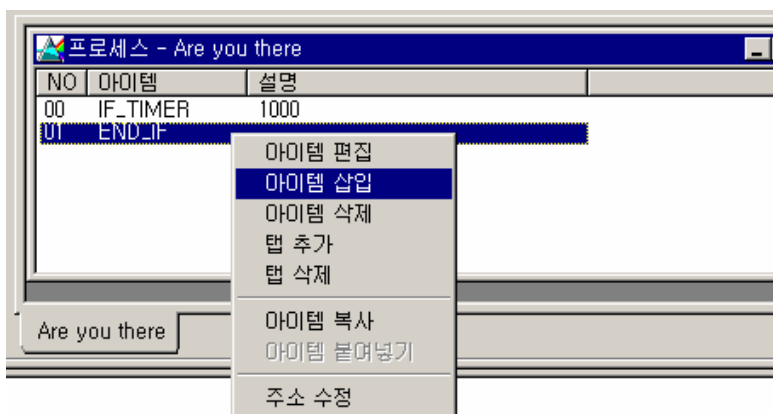 프로세스 - Are you there
NO 아이템 설명
00 IF_TIMER 1000
01 END_IF
아이템 편집
아이템 삽입
아이템 삭제
탭 추가
탭 삭제
아이템 복사
아이템 붙여넣기
주소 수정
Are you there